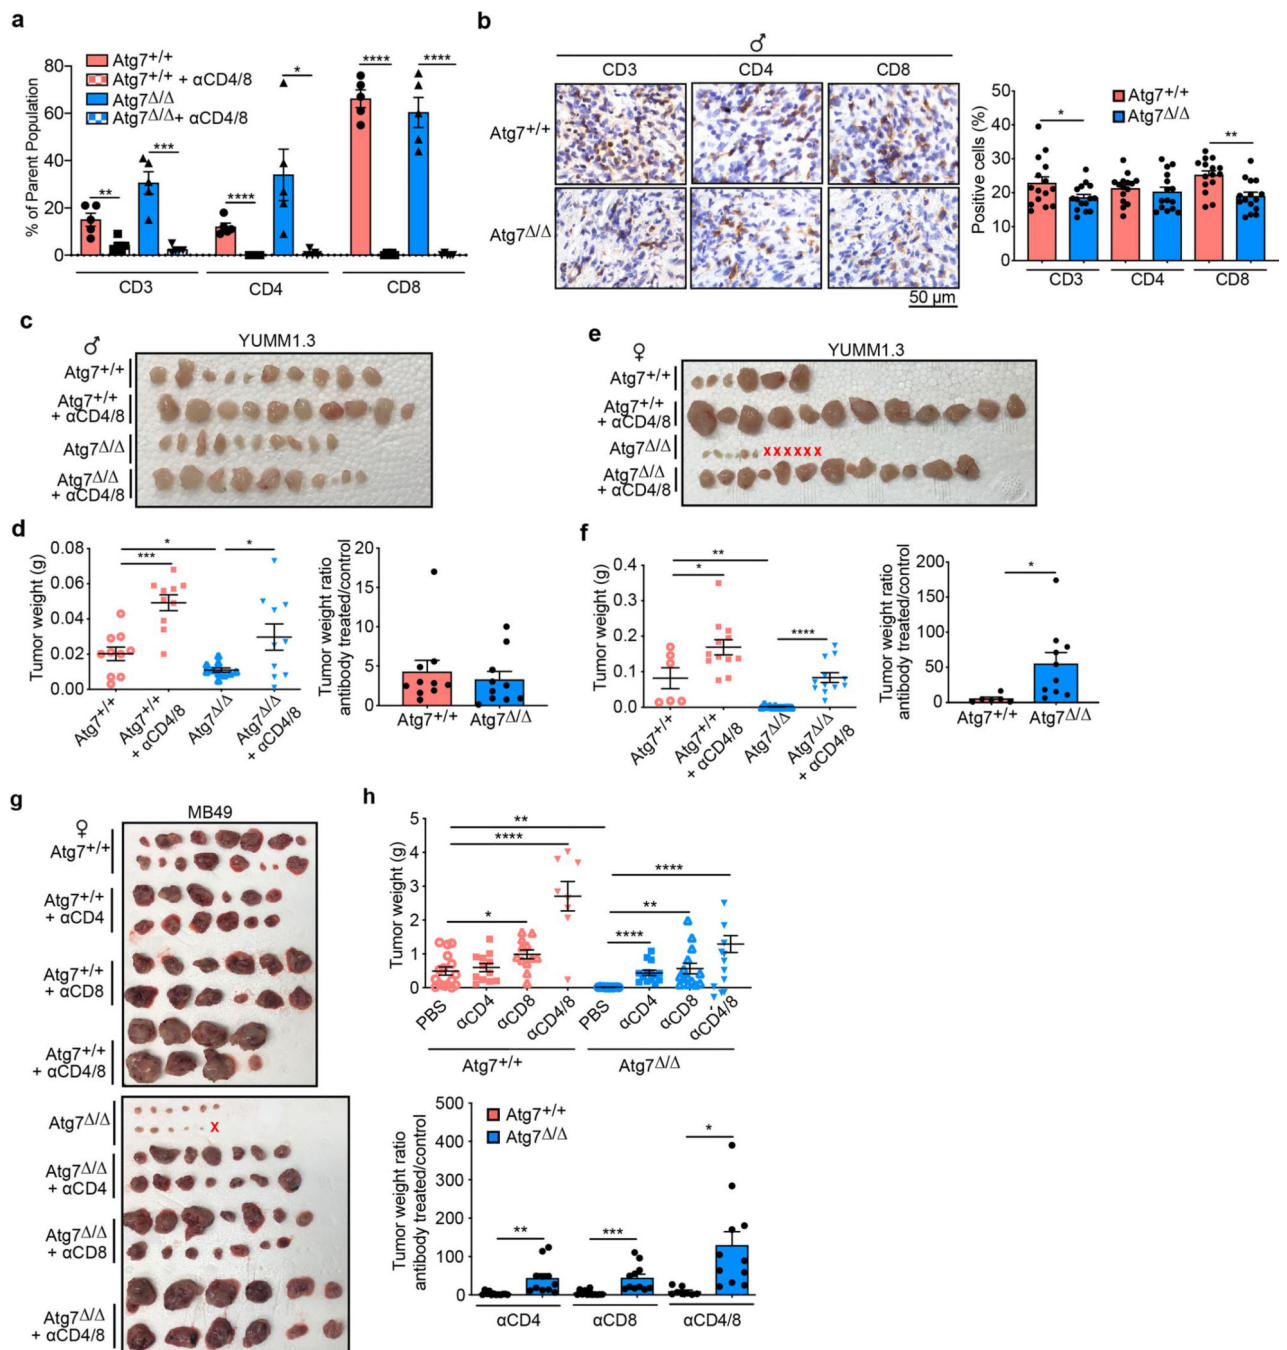 a
Atg7+/+
Atg7+/+ + αCD4/8
Atg7Δ/Δ
Atg7Δ/Δ+ αCD4/8
% of Parent Population
80
60
40
20
0
**
***
****
*
****
****
CD3
CD4
CD8
b
♂
CD3
CD4
CD8
Atg7+/+
Atg7Δ/Δ
50 µm
Atg7+/+
Atg7Δ/Δ
Positive cells (%)
50
40
30
20
10
0
*
**
CD3
CD4
CD8
c
♂
YUMM1.3
Atg7+/+
Atg7+/+
+ αCD4/8
Atg7Δ/Δ
Atg7Δ/Δ
+ αCD4/8
e
♀
YUMM1.3
Atg7+/+
Atg7+/+
+ αCD4/8
Atg7Δ/Δ
XXXXXX
Atg7Δ/Δ
+ αCD4/8
d
Tumor weight (g)
0.08
0.06
0.04
0.02
0.00
*
***
*
Atg7+/+
Atg7+/+
+ αCD4/8
Atg7Δ/Δ
Atg7Δ/Δ
+ αCD4/8
Tumor weight ratio
antibody treated/control
20
15
10
5
0
Atg7+/+
Atg7Δ/Δ
f
Tumor weight (g)
0.4
0.3
0.2
0.1
0.0
**
*
****
Atg7+/+
Atg7+/+
+ αCD4/8
Atg7Δ/Δ
Atg7Δ/Δ
+ αCD4/8
Tumor weight ratio
antibody treated/control
200
150
100
50
0
*
Atg7+/+
Atg7Δ/Δ
g
♀
MB49
Atg7+/+
Atg7+/+
+ αCD4
Atg7+/+
+ αCD8
Atg7+/+
+ αCD4/8
Atg7Δ/Δ
X
Atg7Δ/Δ
+ αCD4
Atg7Δ/Δ
+ αCD8
Atg7Δ/Δ
+ αCD4/8
h
Tumor weight (g)
5
4
3
2
1
0
**
****
*
****
**
****
PBS
αCD4
αCD8
αCD4/8
PBS
αCD4
αCD8
αCD4/8
Atg7+/+
Atg7Δ/Δ
Tumor weight ratio
antibody treated/control
500
400
300
200
100
0
Atg7+/+
Atg7Δ/Δ
**
***
*
αCD4
αCD8
αCD4/8